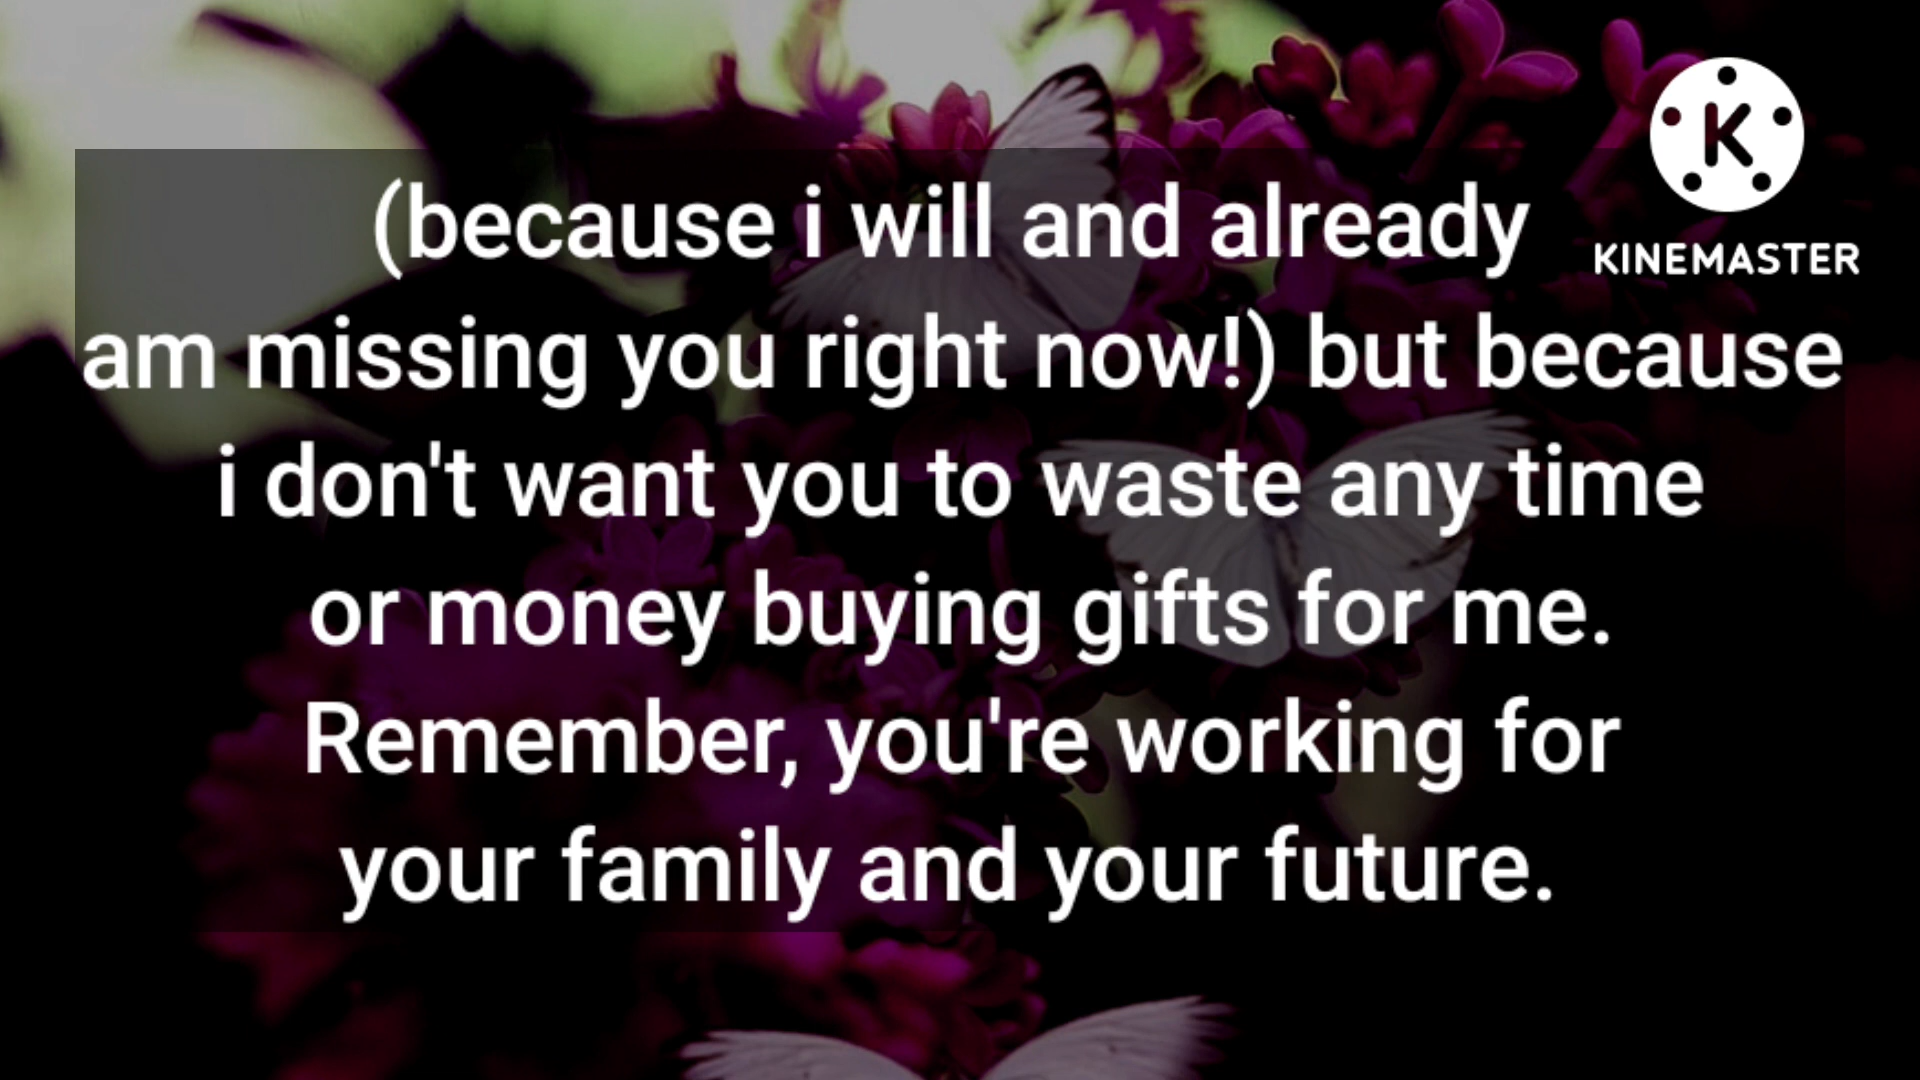 (because i will and already
am missing you right now!) but because
i don't want you to waste any time
or money buying gifts for me.
Remember, you're working for
your family and your future.
K
KINEMASTER